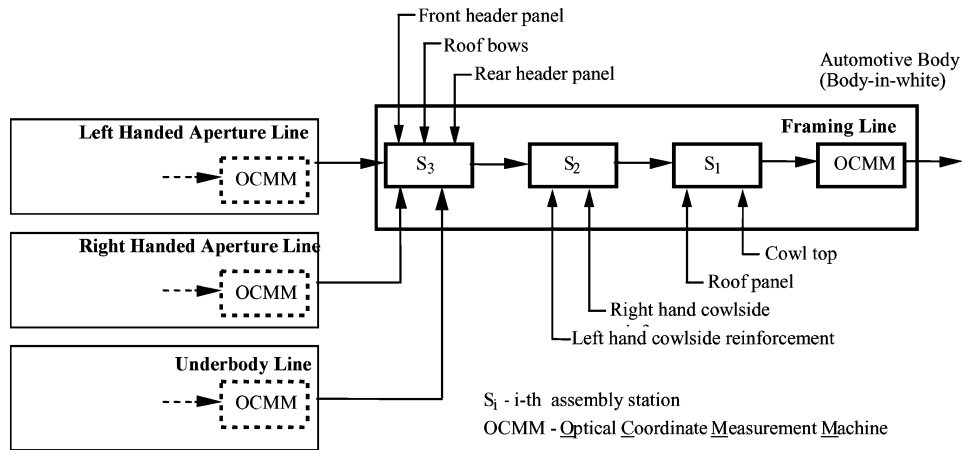 Front header panel
Roof bows
Rear header panel
Automotive Body
(Body-in-white)
Left Handed Aperture Line
OCMM
Framing Line
S3
S2
S1
OCMM
Right Handed Aperture Line
OCMM
Cowl top
Roof panel
Right hand cowlside
Left hand cowlside reinforcement
Underbody Line
OCMM
Si - i-th assembly station
OCMM - Optical Coordinate Measurement Machine